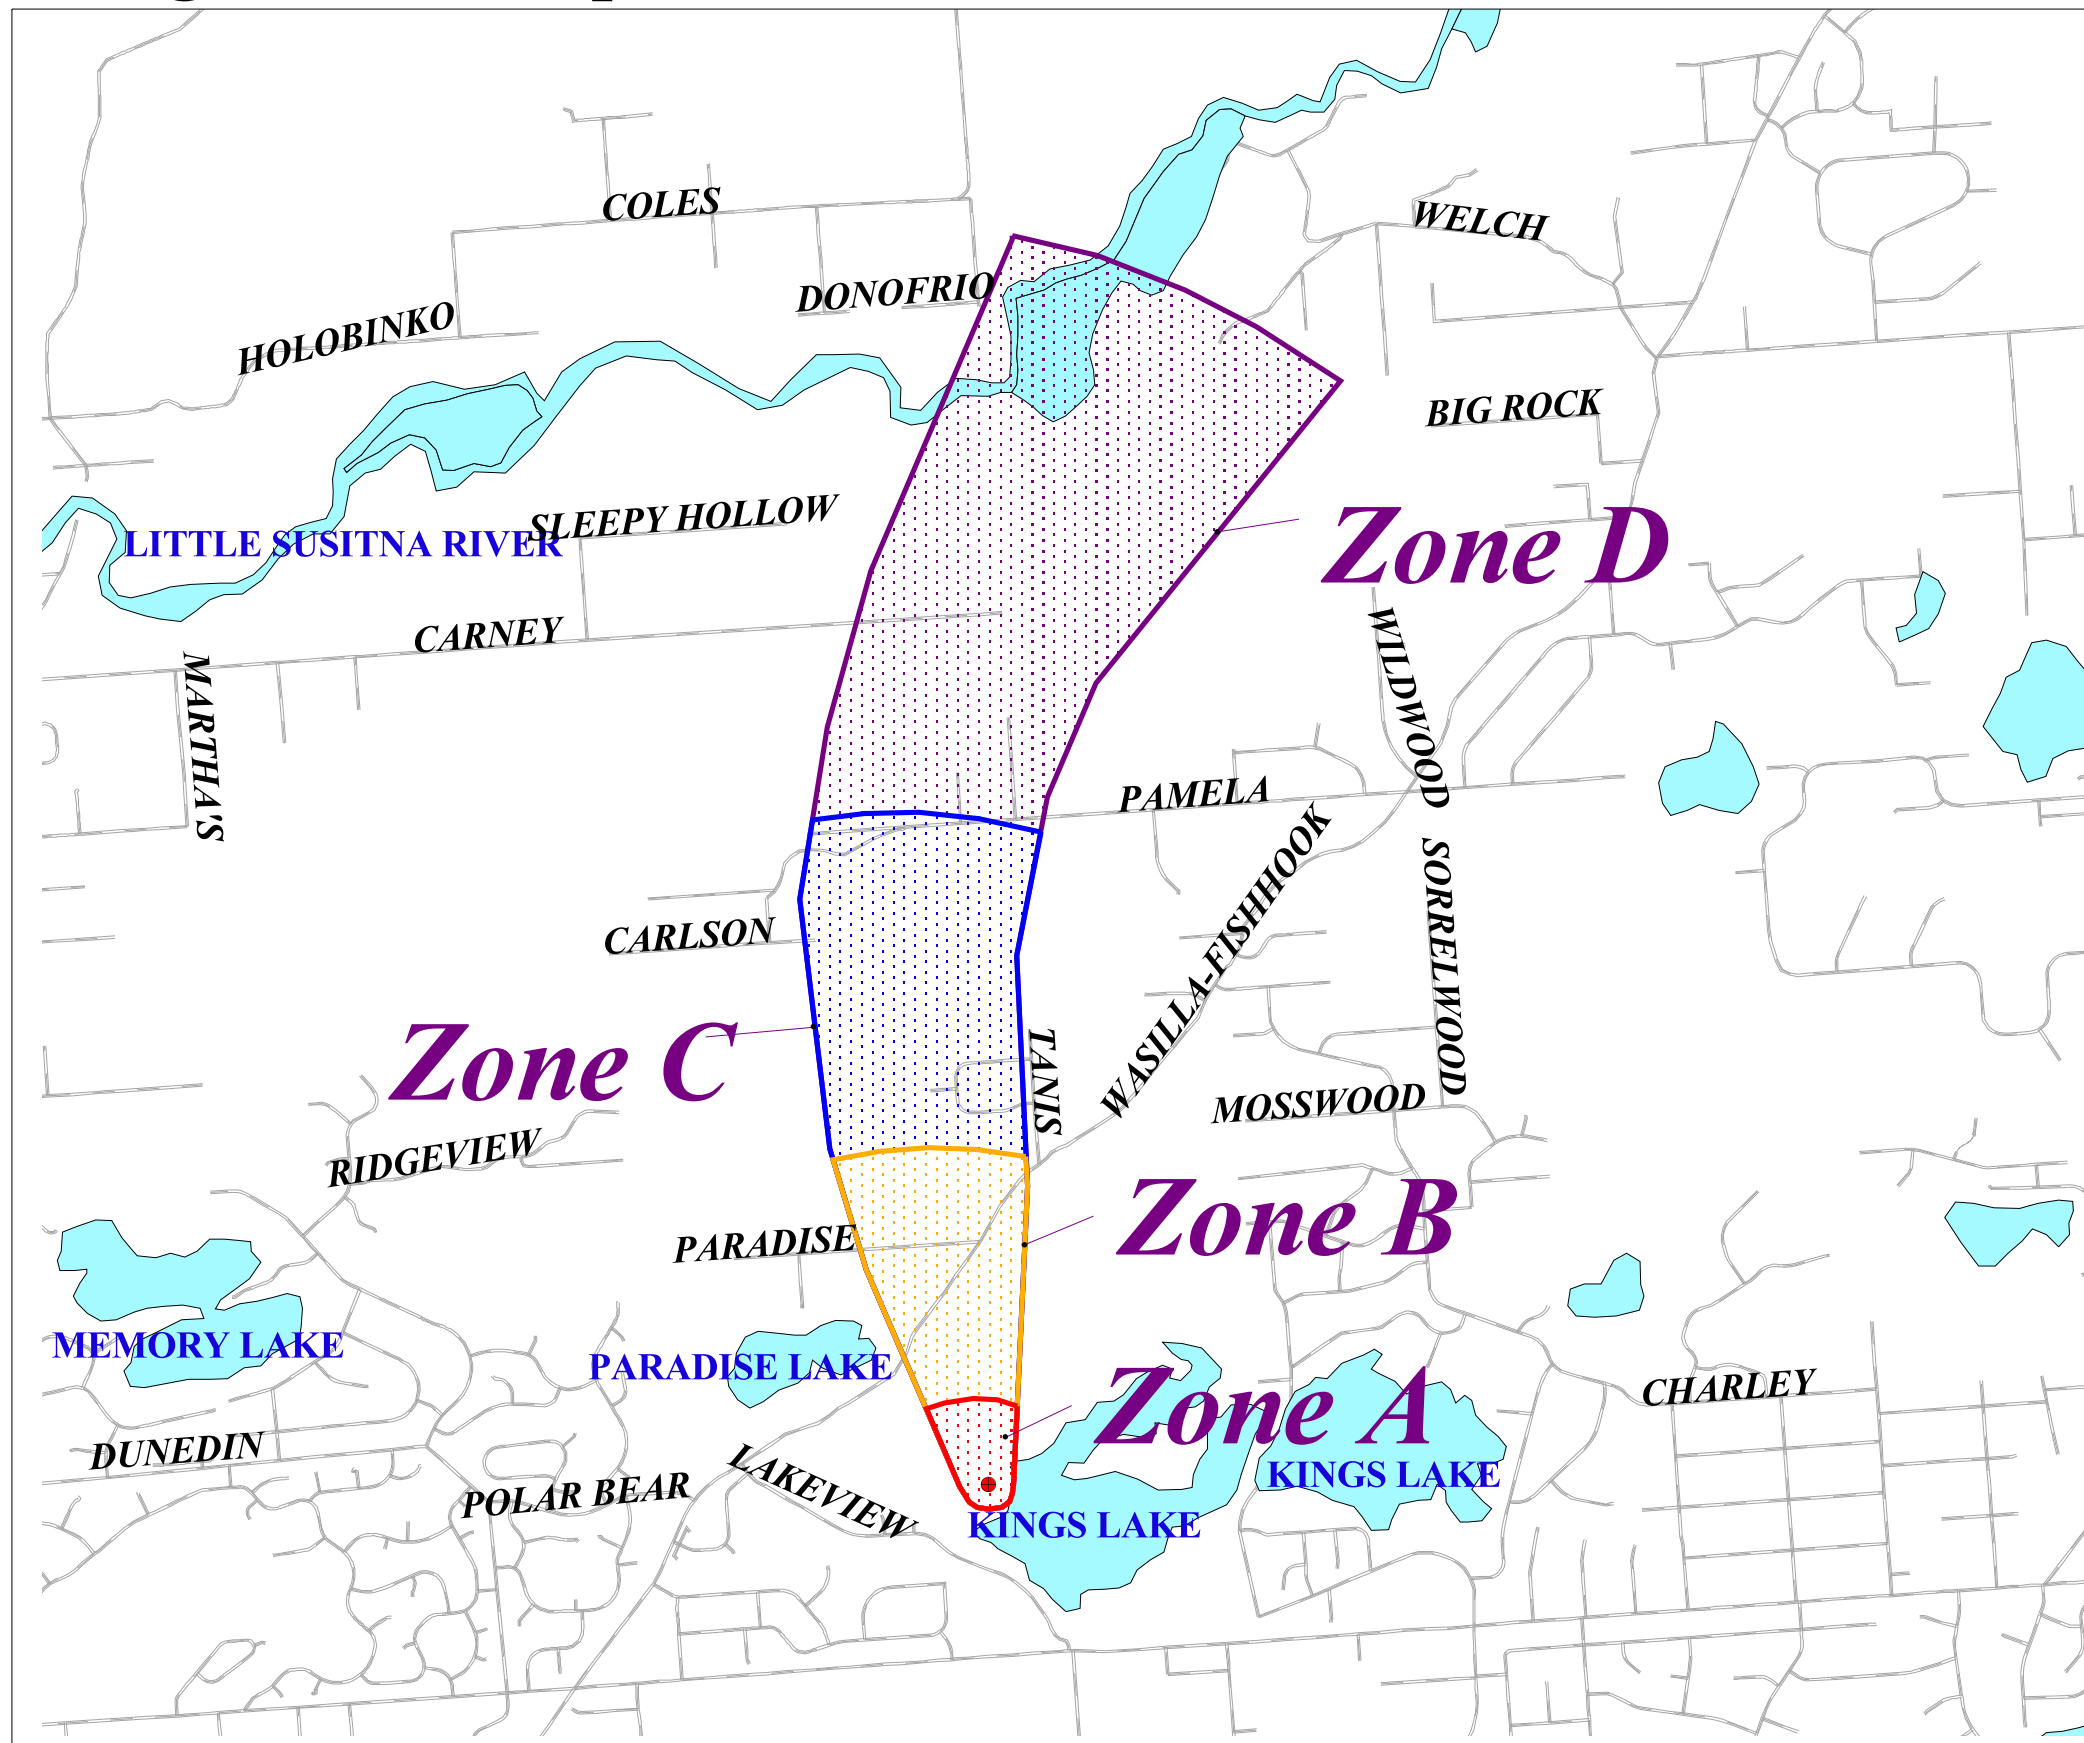 COLES
WELCH
DONOFRIO
HOLOBINKO
BIG ROCK
SLEEPY HOLLOW
LITTLE SUSITNA RIVER
Zone D
CARNEY
WILDWOOD
MARTHA'S
PAMELA
WASILLA-FISHHOOK
SORRELWOOD
CARLSON
Zone C
TANIS
MOSSWOOD
RIDGEVIEW
Zone B
PARADISE
MEMORY LAKE
PARADISE LAKE
Zone A
CHARLEY
DUNEDIN
LAKEVIEW
KINGS LAKE
POLAR BEAR
KINGS LAKE